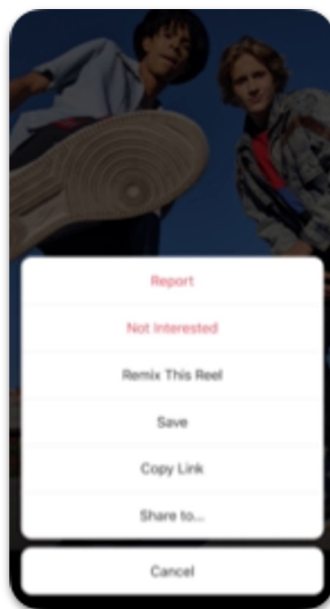 Report
Not Interested
Remix This Reel
Save
Copy Link
Share to...
Cancel